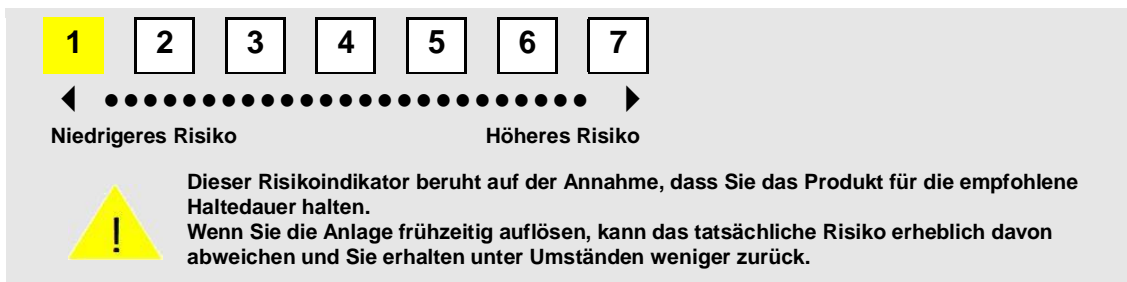 1 2 3 4 5 6 7
Niedrigeres Risiko Höheres Risiko
Dieser Risikoindikator beruht auf der Annahme, dass Sie das Produkt für die empfohlene
Haltedauer halten.
!
Wenn Sie die Anlage frühzeitig auflösen, kann das tatsächliche Risiko erheblich davon
abweichen und Sie erhalten unter Umständen weniger zurück.